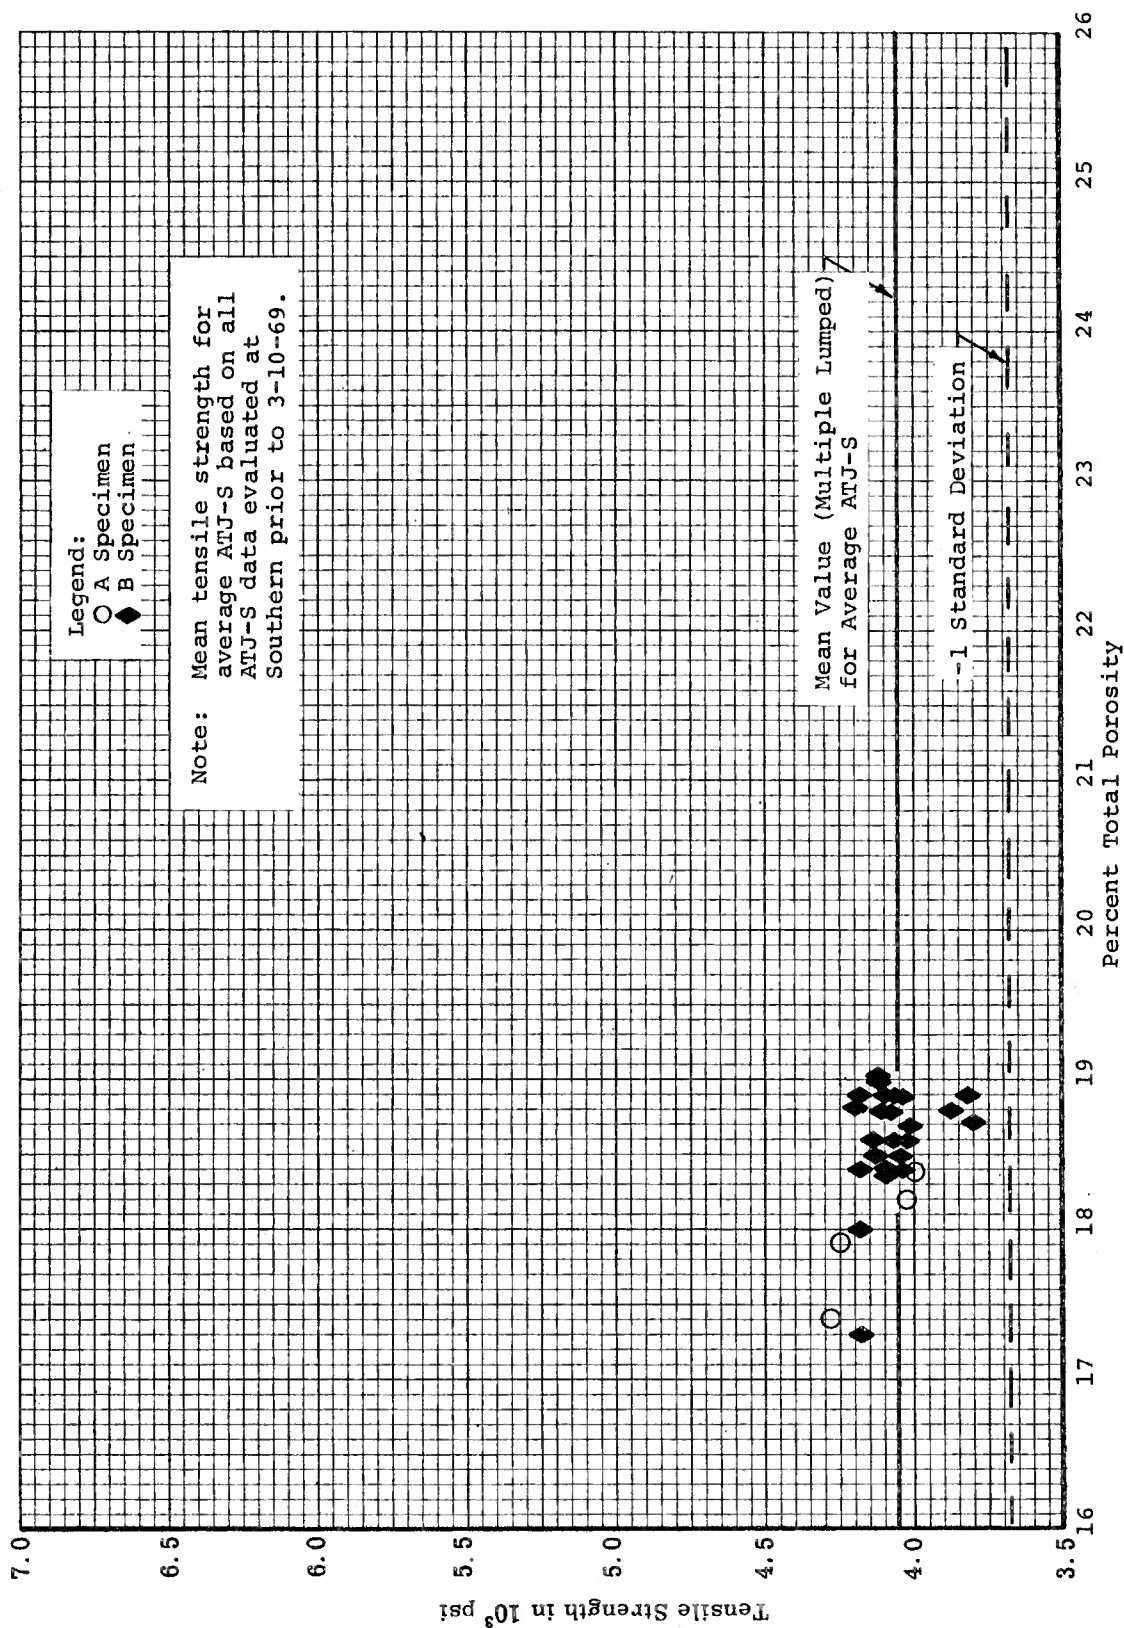 Legend:
A Specimen
B Specimen
Note: Mean tensile strength for
average ATJ-S based on all
ATJ-S data evaluated at
Southern prior to 3-10-69.
Mean Value (Multiple Lumped)
for Average ATJ-S
-1 Standard Deviation
7.0
6.5
6.0
5.5
5.0
4.5
4.0
3.5
Tensile Strength in 10³ psi
16 17 18 19 20 21 22 23 24 25 26
Percent Total Porosity